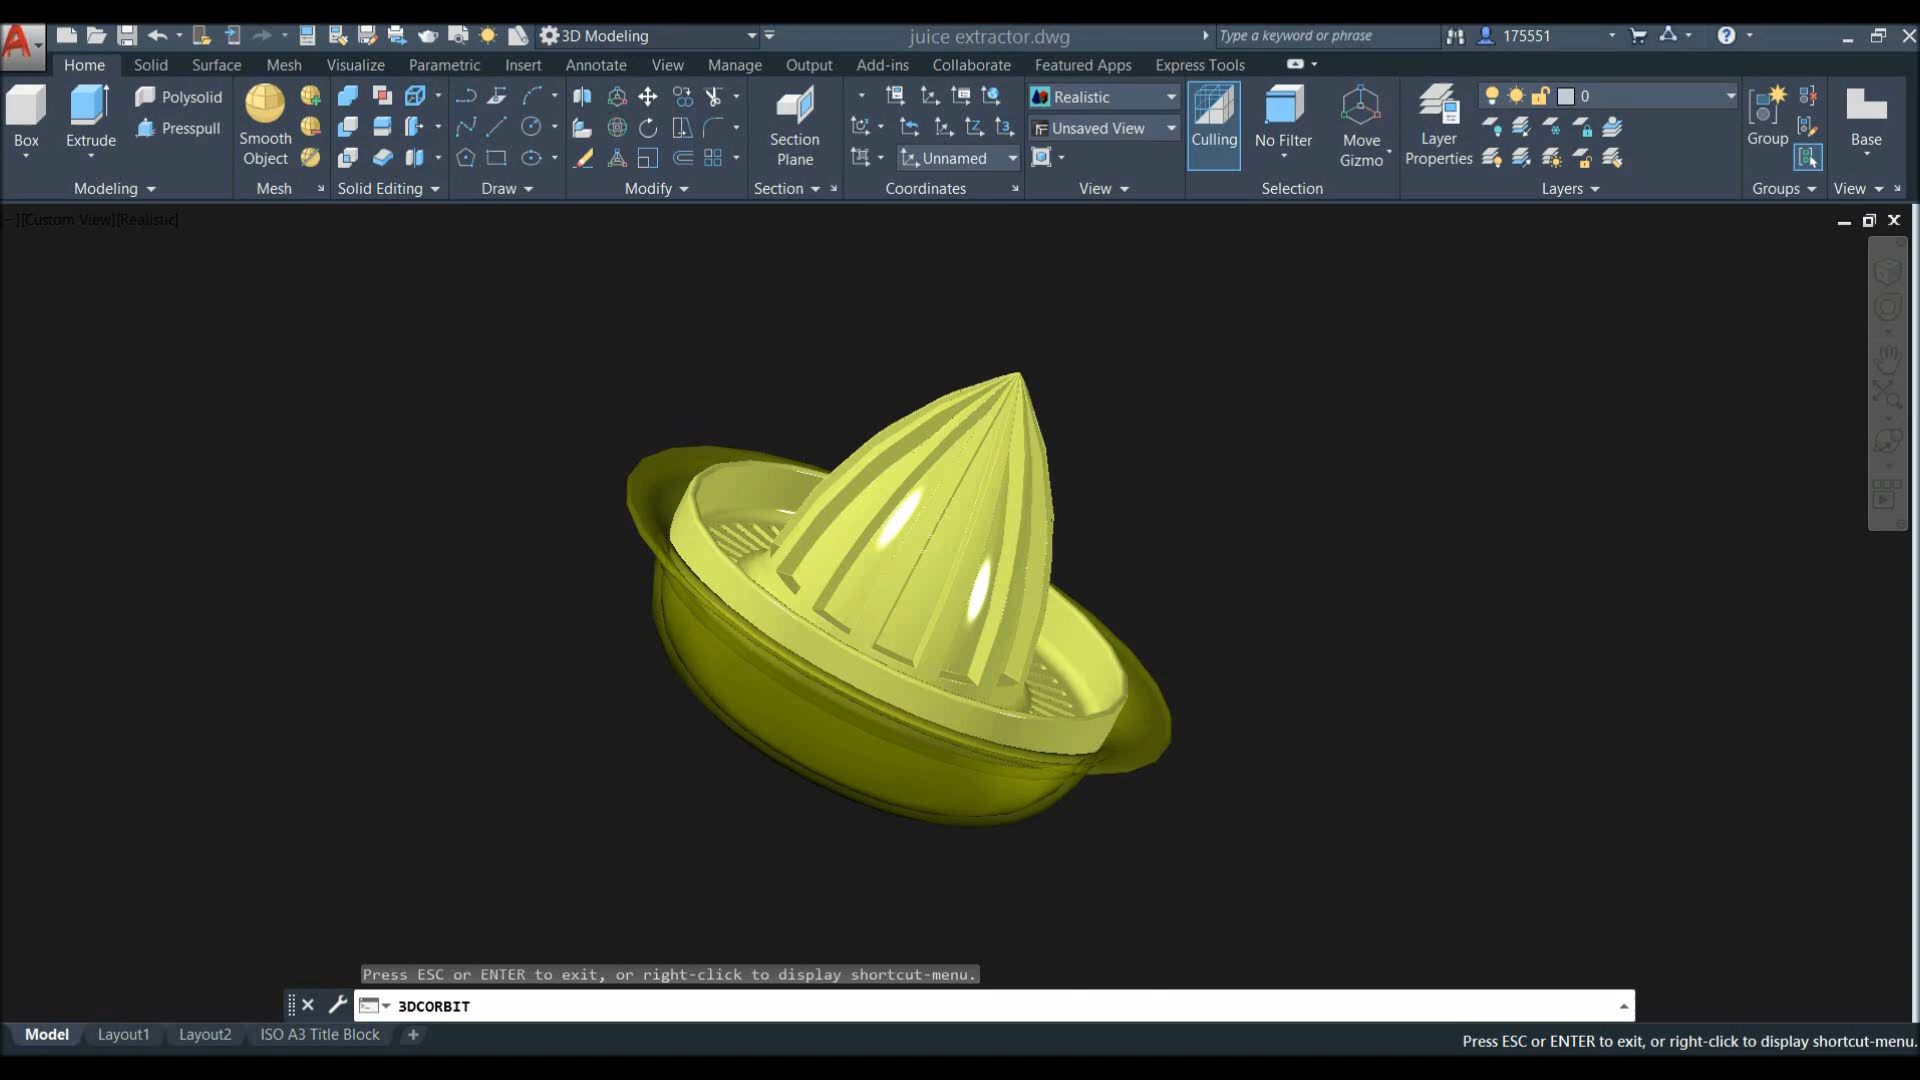 3D Modeling
juice extractor.dwg
Type a keyword or phrase
175551
Home Solid Surface Mesh Visualize Parametric Insert Annotate View Manage Output Add-ins Collaborate Featured Apps Express Tools
Box
Extrude
Polysolid
Presspull
Smooth Object
Section Plane
Unnamed
Realistic
Unsaved View
Culling
No Filter
Move Gizmo
Layer Properties
0
Group
Base
Modeling Mesh Solid Editing Draw Modify Section Coordinates View Selection Layers Groups View
[−][Custom View][Realistic]
Press ESC or ENTER to exit, or right-click to display shortcut-menu.
3DCORBIT
Model Layout1 Layout2 ISO A3 Title Block +
Press ESC or ENTER to exit, or right-click to display shortcut-menu.